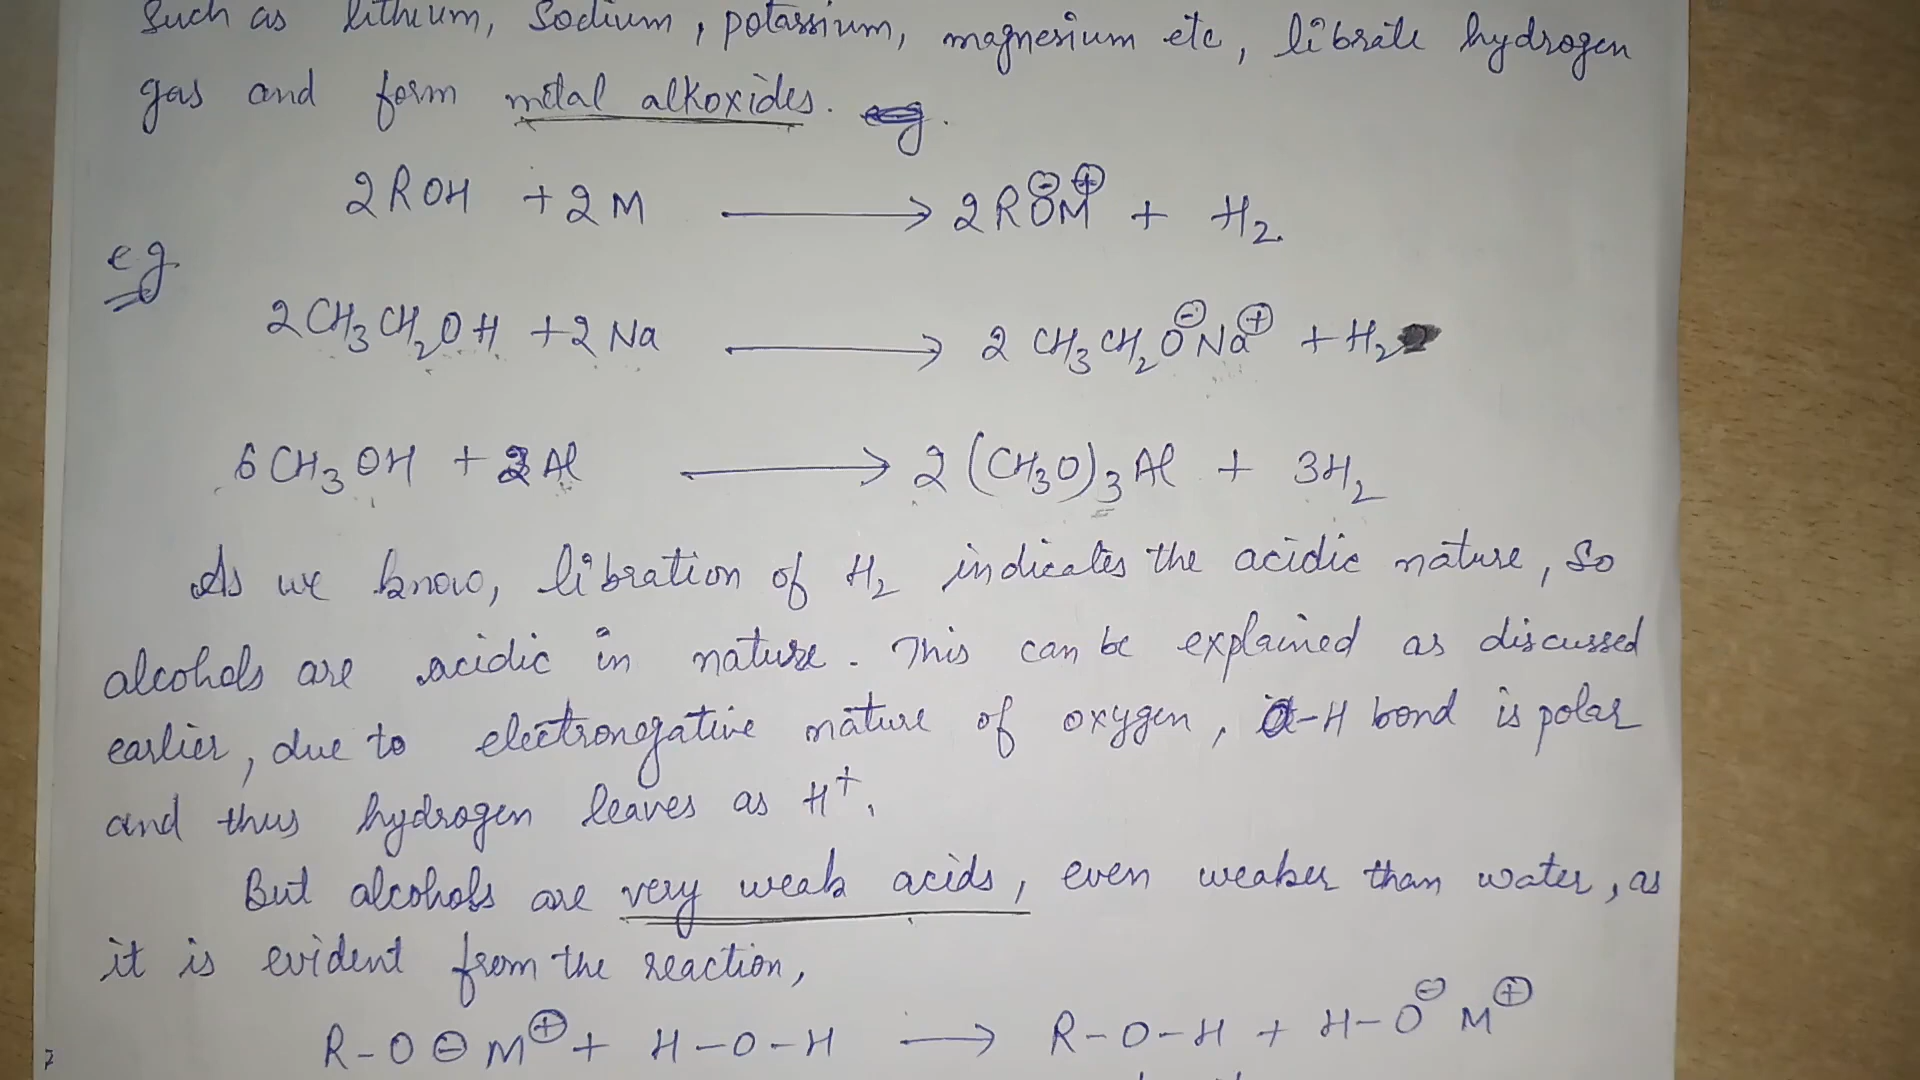 Such as lithium, Sodium, potassium, magnesium etc, librate hydrogen
gas and form metal alkoxides.
2ROH + 2M ⟶ 2RO⊖M⊕ + H₂.
eg
2CH₃CH₂OH + 2Na ⟶ 2 CH₃CH₂O⊖Na⊕ + H₂
6CH₃OH + 2Al ⟶ 2(CH₃O)₃Al + 3H₂
As we know, libration of H₂ indicates the acidic nature, So
alcohols are acidic in nature. This can be explained as discussed
earlier, due to electronegative nature of oxygen, O-H bond is polar
and thus hydrogen leaves as H⁺.
But alcohols are very weak acids, even weaker than water, as
it is evident from the reaction,
R-O⊖M⊕ + H-O-H ⟶ R-O-H + H-O⊖M⊕